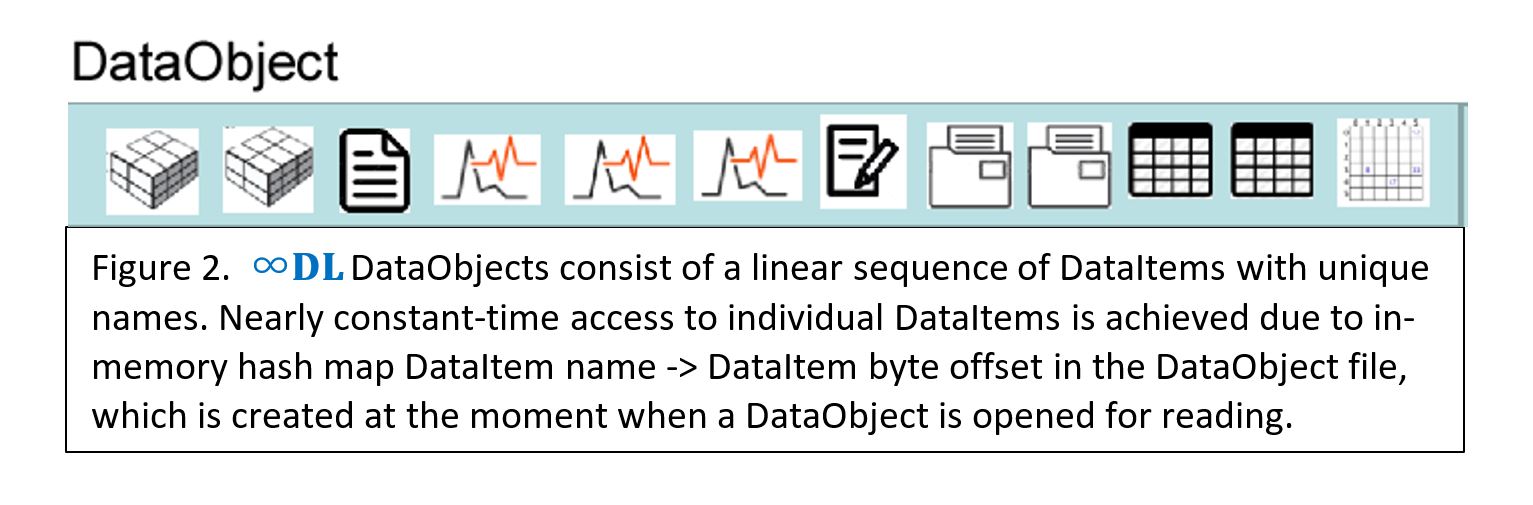 DataObject
Figure 2. ∞DL DataObjects consist of a linear sequence of DataItems with unique
names. Nearly constant-time access to individual DataItems is achieved due to in-
memory hash map DataItem name -> DataItem byte offset in the DataObject file,
which is created at the moment when a DataObject is opened for reading.